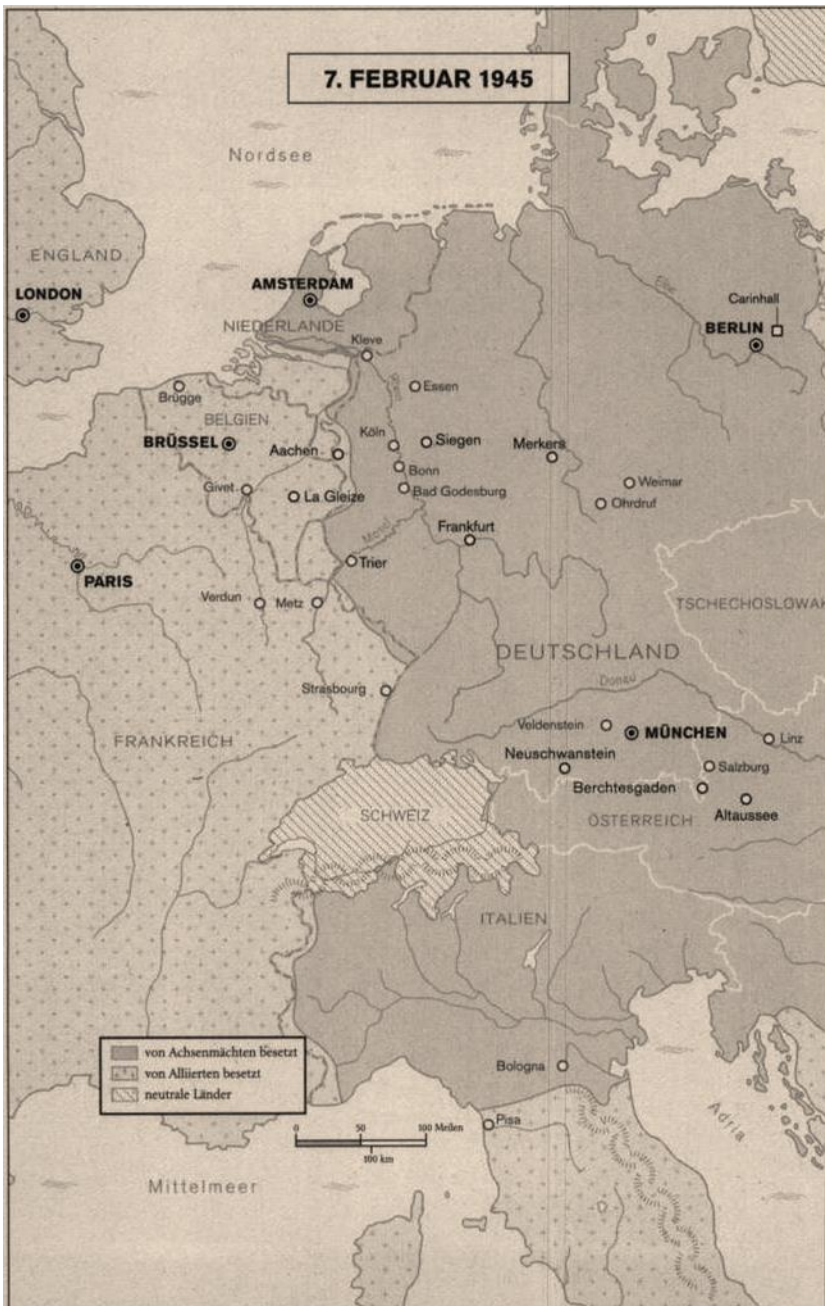 7. FEBRUAR 1945
Nordsee
ENGLAND
LONDON
AMSTERDAM
NIEDERLANDE
Elbe
Carinhall
BERLIN
Kleve
Brügge
Essen
BELGIEN
BRÜSSEL
Aachen
Köln
Siegen
Merkers
Bonn
Weimar
Givet
La Gleize
Bad Godesburg
Ohrdruf
Frankfurt
Mosel
PARIS
Trier
Verdun
Metz
TSCHECHOSLOWAK
DEUTSCHLAND
Donau
Strasbourg
Veldenstein
MÜNCHEN
Linz
FRANKREICH
Neuschwanstein
Salzburg
Berchtesgaden
Altaussee
SCHWEIZ
ÖSTERREICH
ITALIEN
von Achsenmächten besetzt
von Alliierten besetzt
neutrale Länder
Bologna
0 50 100 Meilen
100 km
Pisa
Adria
Mittelmeer